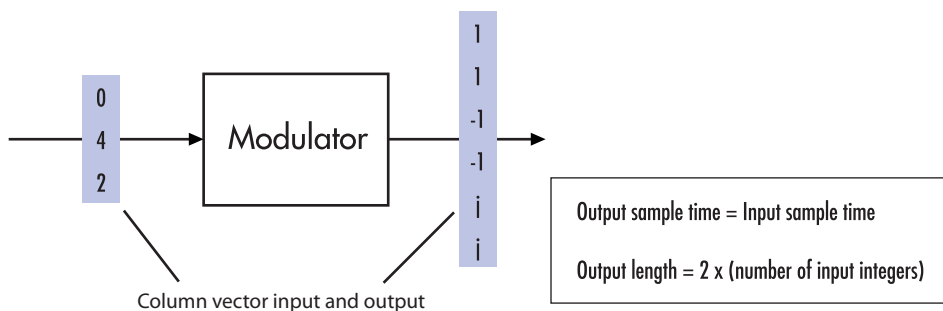 0
4
2
Modulator
1
1
-1
-1
i
i
Output sample time = Input sample time
Output length = 2 x (number of input integers)
Column vector input and output